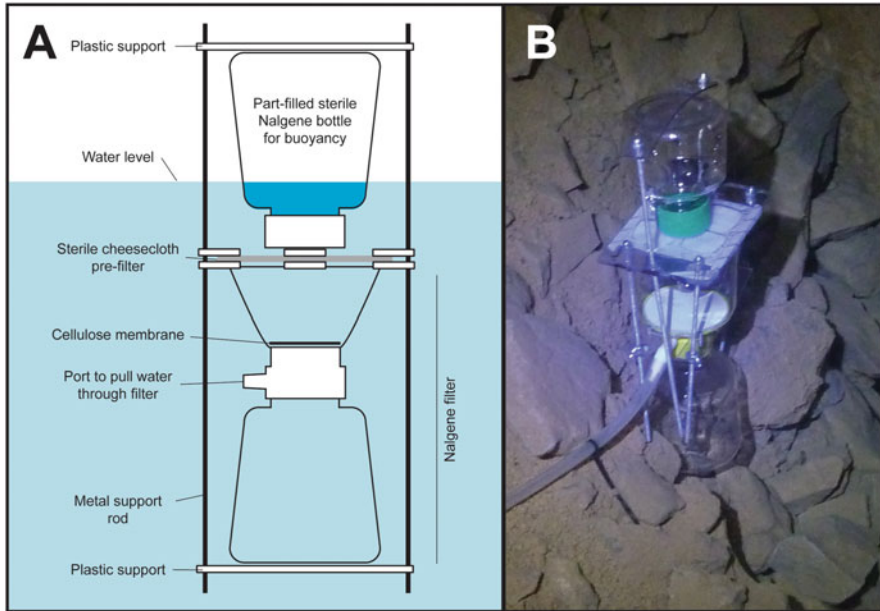 A
Plastic support
Part-filled sterile
Nalgene bottle
for buoyancy
Water level
Sterile cheesecloth
pre-filter
Cellulose membrane
Port to pull water
through filter
Nalgene filter
Metal support
rod
Plastic support
B